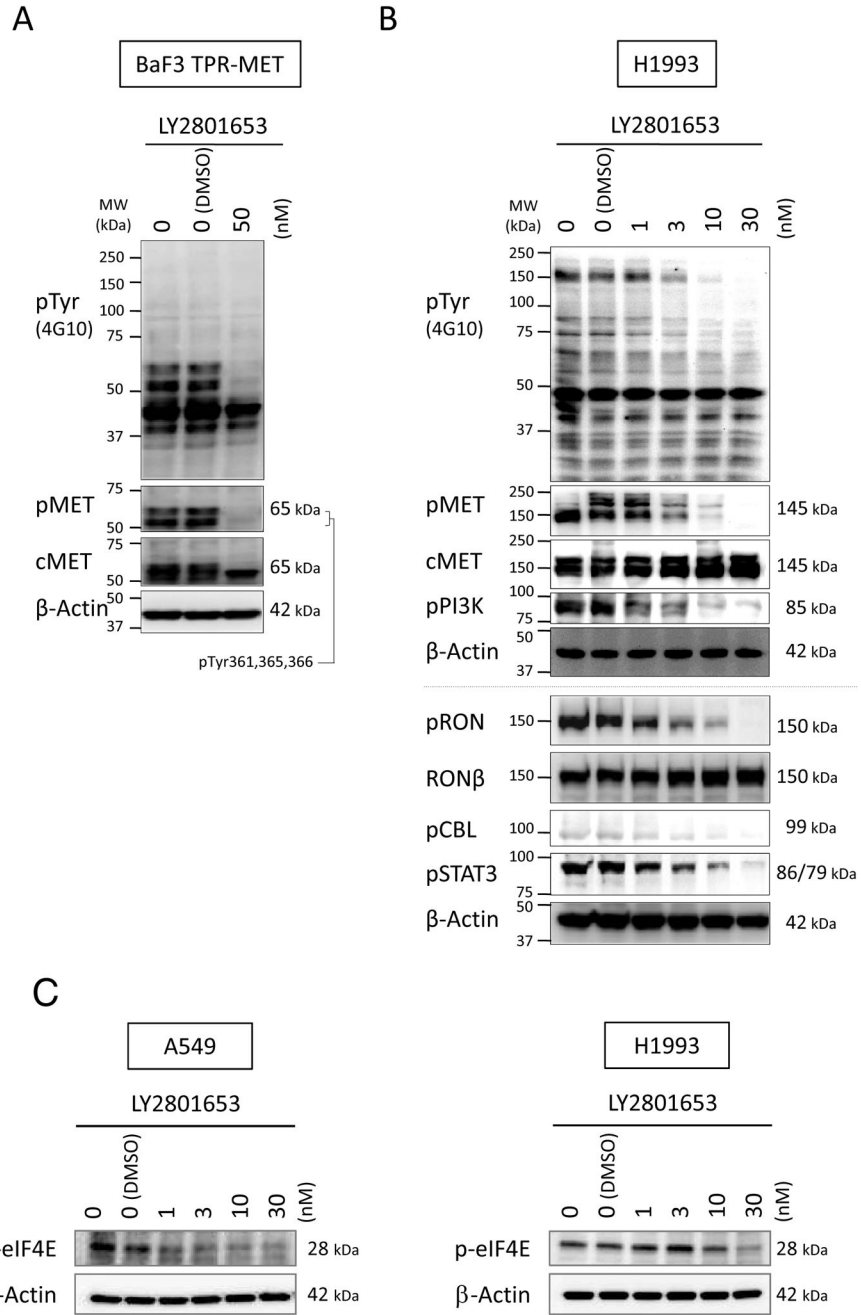 A
BaF3 TPR-MET
LY2801653
MW
(kDa)
0
0 (DMSO)
50
(nM)
pTyr
(4G10)
250
150
100
75
50
37
pMET
75
50
65 kDa
cMET
75
50
65 kDa
β-Actin
50
37
42 kDa
pTyr361,365,366
B
H1993
LY2801653
MW
(kDa)
0
0 (DMSO)
1
3
10
30
(nM)
pTyr
(4G10)
250
150
100
75
50
37
pMET
250
150
145 kDa
cMET
250
150
145 kDa
pPI3K
100
75
85 kDa
β-Actin
50
37
42 kDa
pRON
150
150 kDa
RONβ
150
150 kDa
pCBL
100
99 kDa
pSTAT3
100
75
86/79 kDa
β-Actin
50
37
42 kDa
C
A549
LY2801653
0
0 (DMSO)
1
3
10
30
(nM)
-eIF4E
28 kDa
-Actin
42 kDa
H1993
LY2801653
0
0 (DMSO)
1
3
10
30
(nM)
p-eIF4E
28 kDa
β-Actin
42 kDa